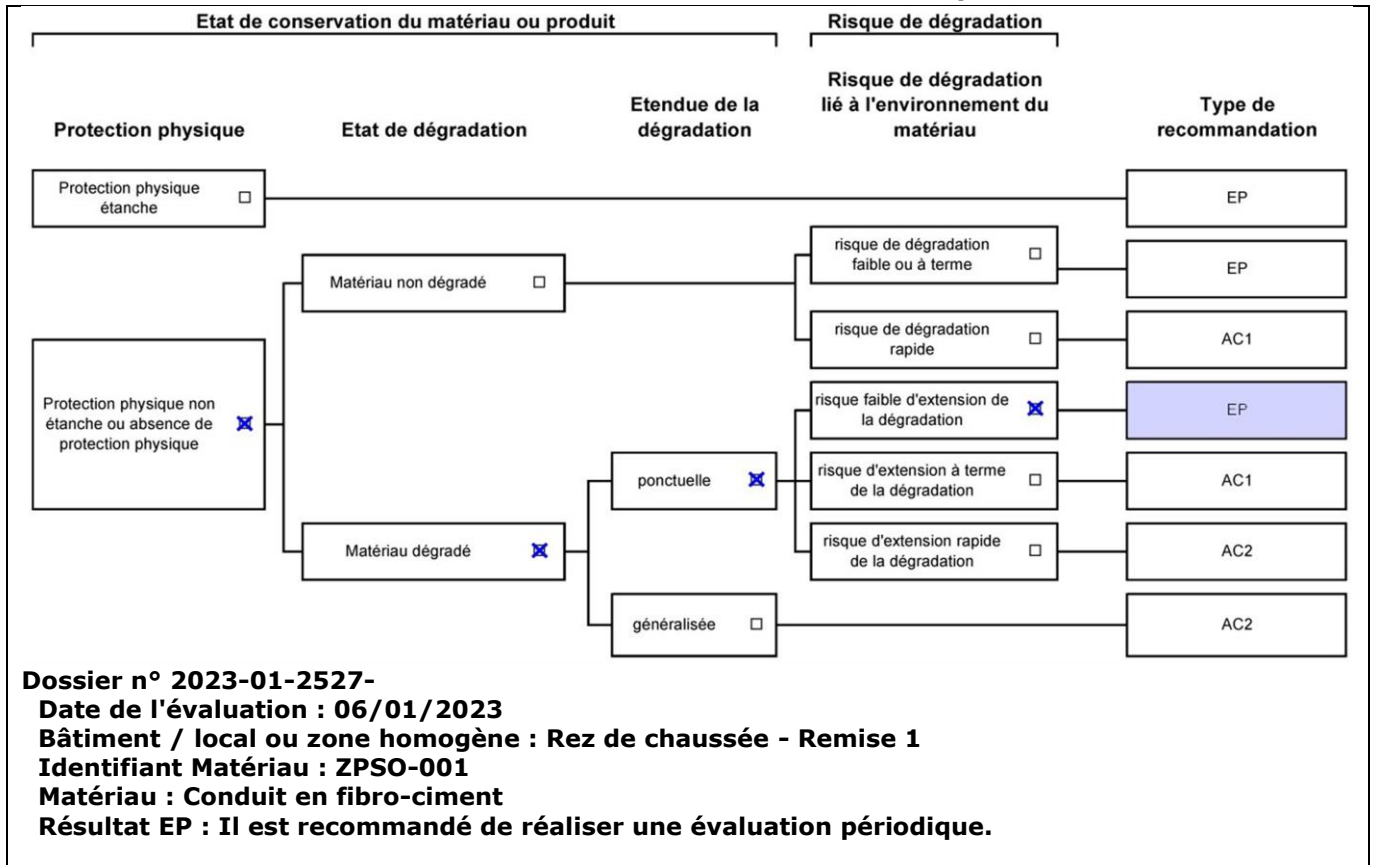 Etat de conservation du matériau ou produit
Risque de dégradation
Protection physique
Etat de dégradation
Etendue de la
dégradation
Risque de dégradation
lié à l'environnement du
matériau
Type de
recommandation
Protection physique
étanche
EP
risque de dégradation
faible ou à terme
EP
Matériau non dégradé
risque de dégradation
rapide
AC1
Protection physique non
étanche ou absence de
protection physique
risque faible d'extension de
la dégradation
EP
ponctuelle
risque d'extension à terme
de la dégradation
AC1
Matériau dégradé
risque d'extension rapide
de la dégradation
AC2
généralisée
AC2
Dossier n° 2023-01-2527-
Date de l'évaluation : 06/01/2023
Bâtiment / local ou zone homogène : Rez de chaussée - Remise 1
Identifiant Matériau : ZPSO-001
Matériau : Conduit en fibro-ciment
Résultat EP : Il est recommandé de réaliser une évaluation périodique.